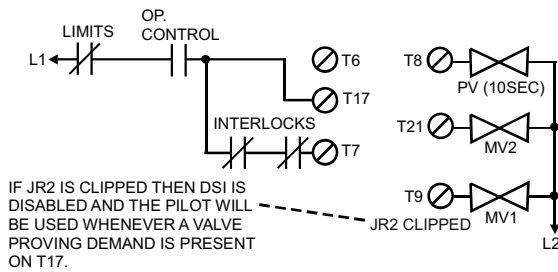 LIMITS
OP.
CONTROL
L1
T6
T17
INTERLOCKS
T7
T8
PV (10SEC)
T21
MV2
T9
MV1
L2
JR2 CLIPPED
IF JR2 IS CLIPPED THEN DSI IS
DISABLED AND THE PILOT WILL
BE USED WHENEVER A VALVE
PROVING DEMAND IS PRESENT
ON T17.